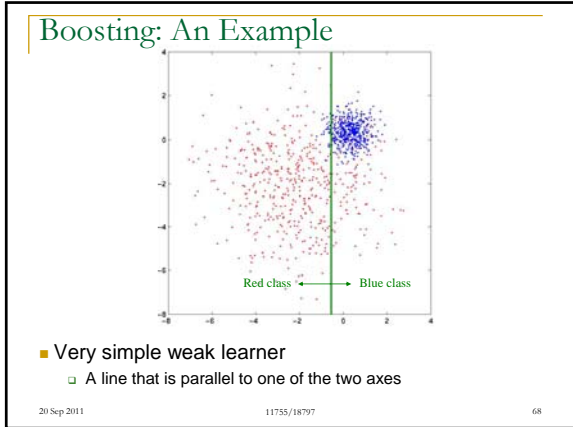 Boosting: An Example
4
2
0
−2
−4
−6
−8
Red class Blue class
−8 −6 −4 −2 0 2 4
Very simple weak learner
A line that is parallel to one of the two axes
20 Sep 2011 11755/18797 68